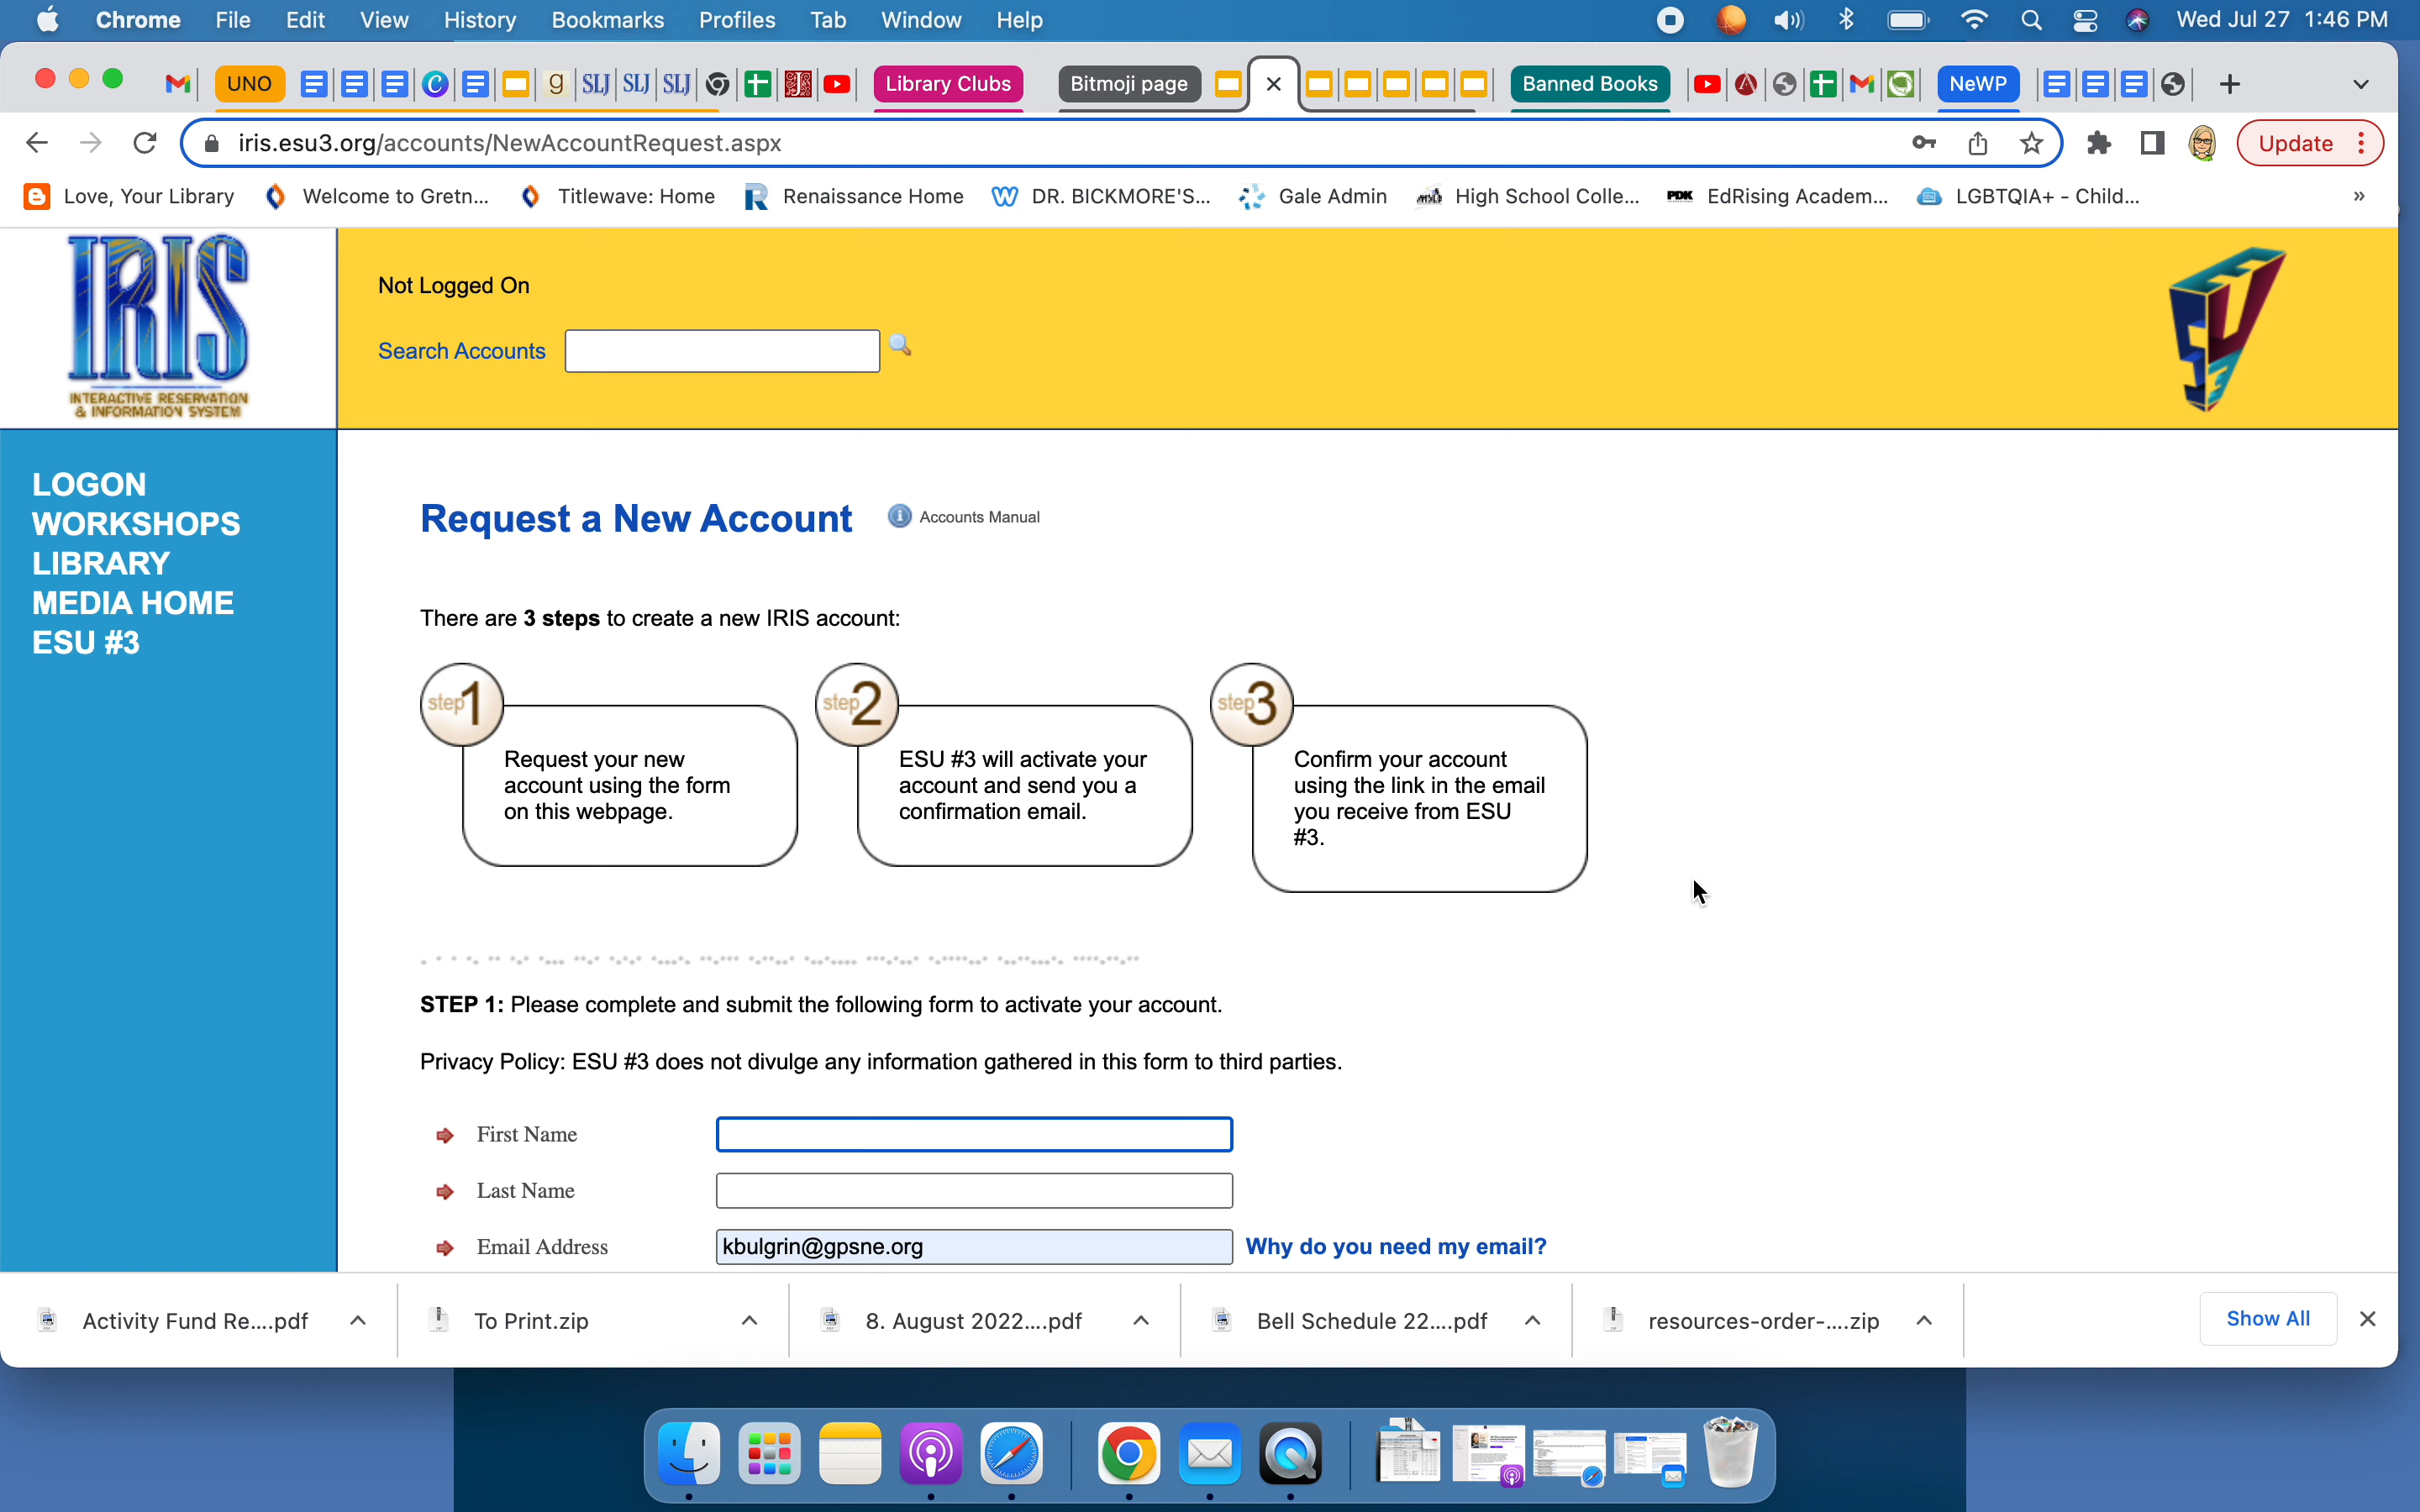 Chrome File Edit View History Bookmarks Profiles Tab Window Help Wed Jul 27 1:46 PM
UNO SLJ SLJ SLJ Library Clubs Bitmoji page Banned Books NeWP
iris.esu3.org/accounts/NewAccountRequest.aspx Update
Love, Your Library Welcome to Gretn... Titlewave: Home Renaissance Home DR. BICKMORE'S... Gale Admin High School Colle... PDK EdRising Academ... LGBTQIA+ - Child... »
IRIS
INTERACTIVE RESERVATION
& INFORMATION SYSTEM
Not Logged On
Search Accounts
LOGON
WORKSHOPS
LIBRARY
MEDIA HOME
ESU #3
Request a New Account Accounts Manual
There are 3 steps to create a new IRIS account:
step1
Request your new
account using the form
on this webpage.
step2
ESU #3 will activate your
account and send you a
confirmation email.
step3
Confirm your account
using the link in the email
you receive from ESU
#3.
STEP 1: Please complete and submit the following form to activate your account.
Privacy Policy: ESU #3 does not divulge any information gathered in this form to third parties.
First Name
Last Name
Email Address kbulgrin@gpsne.org Why do you need my email?
Activity Fund Re....pdf To Print.zip 8. August 2022....pdf Bell Schedule 22....pdf resources-order-....zip Show All